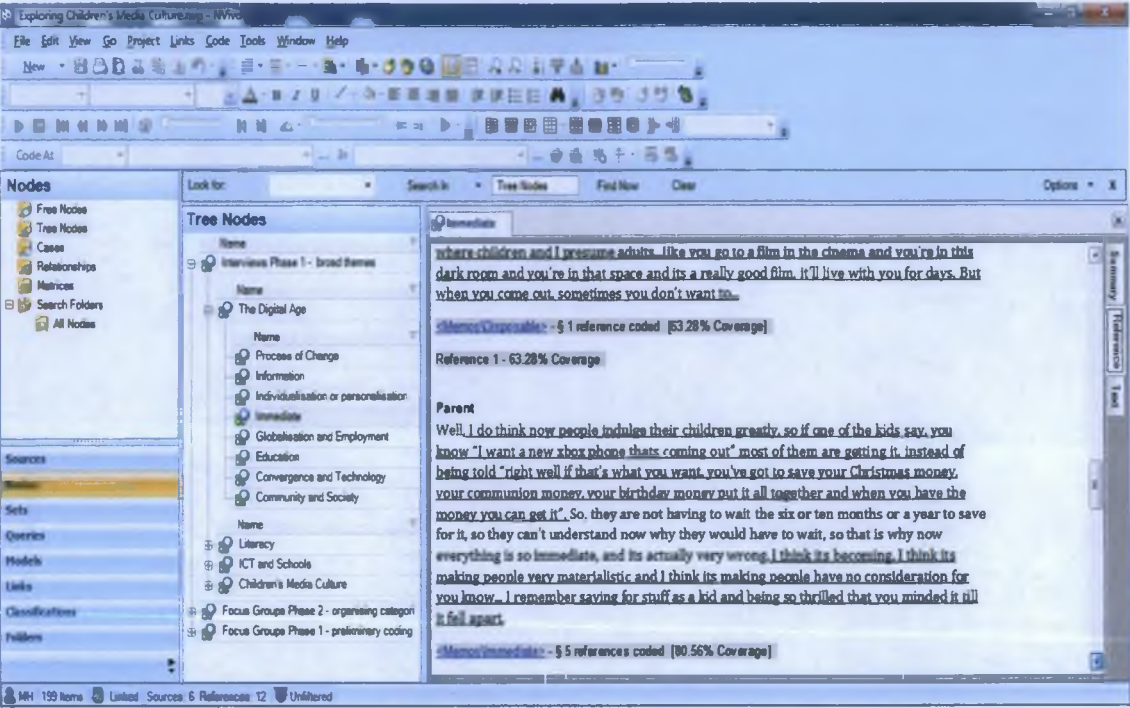 Exploring Children's Media Culture.nvp - NVivo
File Edit View Go Project Links Code Tools Window Help
New
Code At
Nodes
Free Nodes
Tree Nodes
Cases
Relationships
Matrices
Search Folders
All Nodes
Sources
Sets
Queries
Models
Links
Classifications
Folders
Look for: Search In Tree Nodes Find Now Clear Options x
Tree Nodes
Name
Interviews Phase 1 - broad themes
Name
The Digital Age
Name
Process of Change
Information
Individualisation or personalisation
Immediate
Globalisation and Employment
Education
Convergence and Technology
Community and Society
Name
Literacy
ICT and Schools
Children's Media Culture
Focus Groups Phase 2 - organising categori
Focus Groups Phase 1 - preliminary coding
Immediate
where children and I presume adults.. like you go to a film in the cinema and you're in this
dark room and you're in that space and its a really good film, it'll live with you for days. But
when you come out, sometimes you don't want to...
<Memos\Disposable> - § 1 reference coded [63.28% Coverage]
Reference 1 - 63.28% Coverage
Parent
Well, I do think now people indulge their children greatly, so if one of the kids say, you
know "I want a new xbox phone thats coming out" most of them are getting it, instead of
being told "right well if that's what you want, you've got to save your Christmas money,
your communion money, your birthday money put it all together and when you have the
money you can get it". So, they are not having to wait the six or ten months or a year to save
for it, so they can't understand now why they would have to wait, so that is why now
everything is so immediate, and its actually very wrong. I think its becoming, I think its
making people very materialistic and I think its making people have no consideration for
you know... I remember saving for stuff as a kid and being so thrilled that you minded it till
it fell apart.
<Memos\Immediate> - § 5 references coded [80.56% Coverage]
Summary
Reference
Text
MH 199 Items Linked Sources: 6 References: 12 Unfiltered